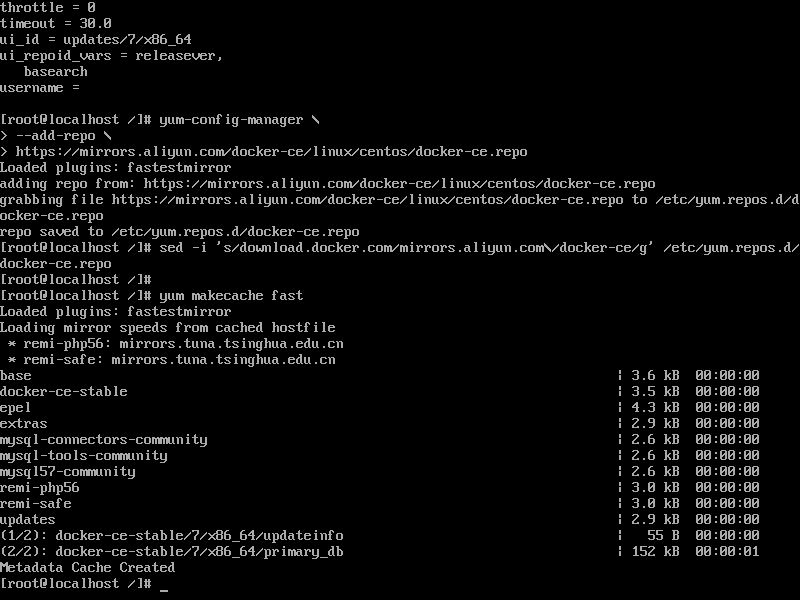 throttle = 0
timeout = 30.0
ui_id = updates/7/x86_64
ui_repoid_vars = releasever,
   basearch
username =
[root@localhost /]# yum-config-manager \
> --add-repo \
> https://mirrors.aliyun.com/docker-ce/linux/centos/docker-ce.repo
Loaded plugins: fastestmirror
adding repo from: https://mirrors.aliyun.com/docker-ce/linux/centos/docker-ce.repo
grabbing file https://mirrors.aliyun.com/docker-ce/linux/centos/docker-ce.repo to /etc/yum.repos.d/d
ocker-ce.repo
repo saved to /etc/yum.repos.d/docker-ce.repo
[root@localhost /]# sed -i 's/download.docker.com/mirrors.aliyun.com\/docker-ce/g' /etc/yum.repos.d/
docker-ce.repo
[root@localhost /]#
[root@localhost /]# yum makecache fast
Loaded plugins: fastestmirror
Loading mirror speeds from cached hostfile
 * remi-php56: mirrors.tuna.tsinghua.edu.cn
 * remi-safe: mirrors.tuna.tsinghua.edu.cn
base | 3.6 kB 00:00:00
docker-ce-stable | 3.5 kB 00:00:00
epel | 4.3 kB 00:00:00
extras | 2.9 kB 00:00:00
mysql-connectors-community | 2.6 kB 00:00:00
mysql-tools-community | 2.6 kB 00:00:00
mysql57-community | 2.6 kB 00:00:00
remi-php56 | 3.0 kB 00:00:00
remi-safe | 3.0 kB 00:00:00
updates | 2.9 kB 00:00:00
(1/2): docker-ce-stable/7/x86_64/updateinfo | 55 B 00:00:00
(2/2): docker-ce-stable/7/x86_64/primary_db | 152 kB 00:00:01
Metadata Cache Created
[root@localhost /]# _